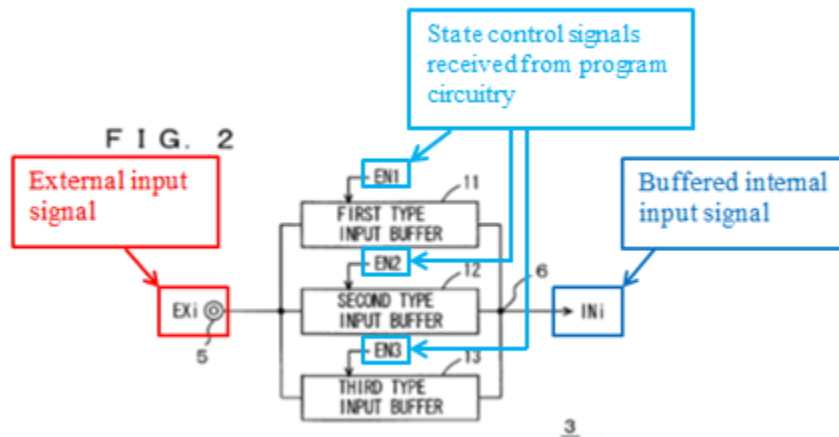 State control signals
received from program
circuitry
FIG. 2
External input
signal
EN1
11
FIRST TYPE
INPUT BUFFER
Buffered internal
input signal
EN2
12
6
EXi
SECOND TYPE
INPUT BUFFER
INi
5
EN3
13
THIRD TYPE
INPUT BUFFER
3